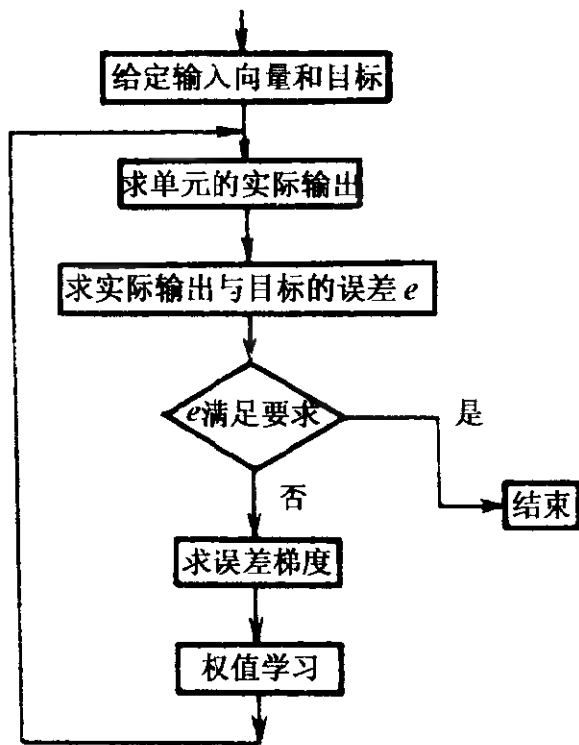 给定输入向量和目标
求单元的实际输出
求实际输出与目标的误差 e
e满足要求
是
否
结束
求误差梯度
权值学习